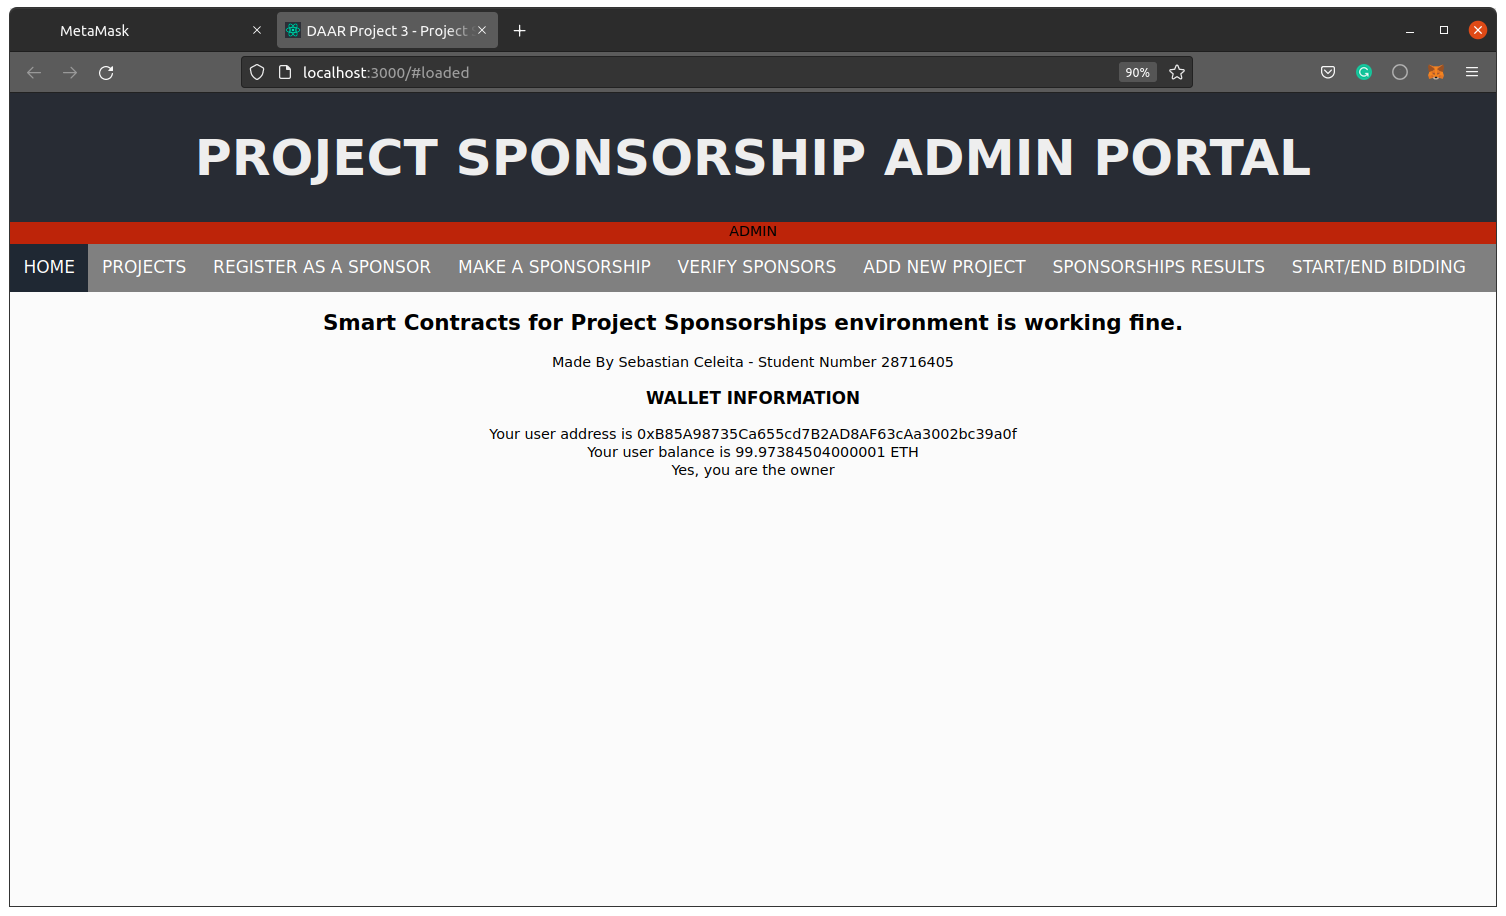 MetaMask
DAAR Project 3 - Project
localhost:3000/#loaded
90%
PROJECT SPONSORSHIP ADMIN PORTAL
ADMIN
HOME PROJECTS REGISTER AS A SPONSOR MAKE A SPONSORSHIP VERIFY SPONSORS ADD NEW PROJECT SPONSORSHIPS RESULTS START/END BIDDING
Smart Contracts for Project Sponsorships environment is working fine.
Made By Sebastian Celeita - Student Number 28716405
WALLET INFORMATION
Your user address is 0xB85A98735Ca655cd7B2AD8AF63cAa3002bc39a0f
Your user balance is 99.97384504000001 ETH
Yes, you are the owner